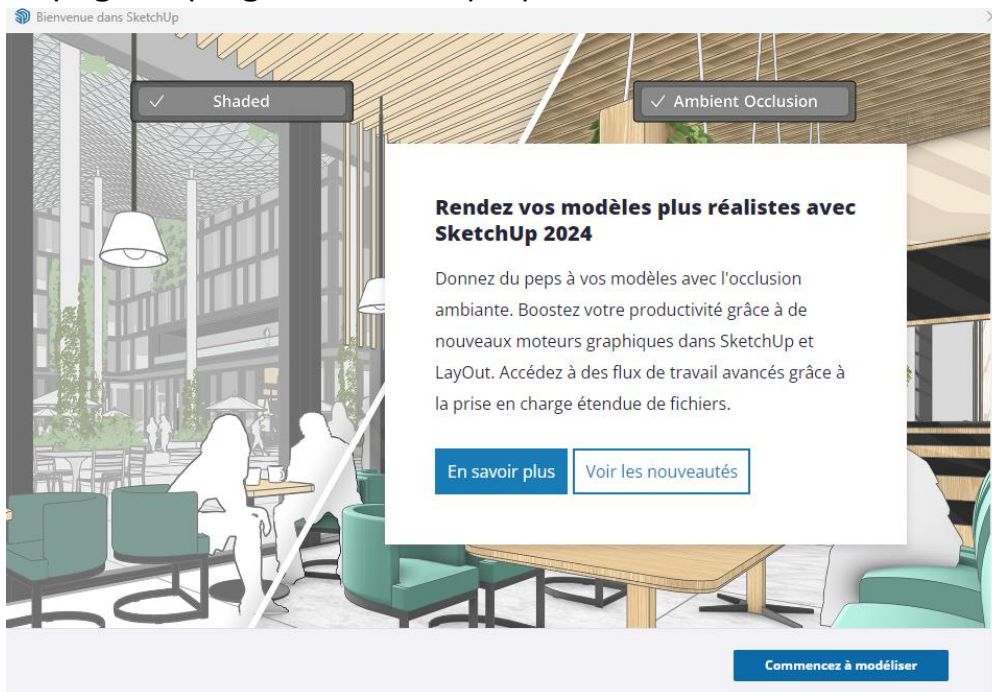 Bienvenue dans SketchUp
Shaded
Ambient Occlusion
Rendez vos modèles plus réalistes avec
SketchUp 2024
Donnez du peps à vos modèles avec l'occlusion
ambiante. Boostez votre productivité grâce à de
nouveaux moteurs graphiques dans SketchUp et
LayOut. Accédez à des flux de travail avancés grâce à
la prise en charge étendue de fichiers.
En savoir plus
Voir les nouveautés
Commencez à modéliser